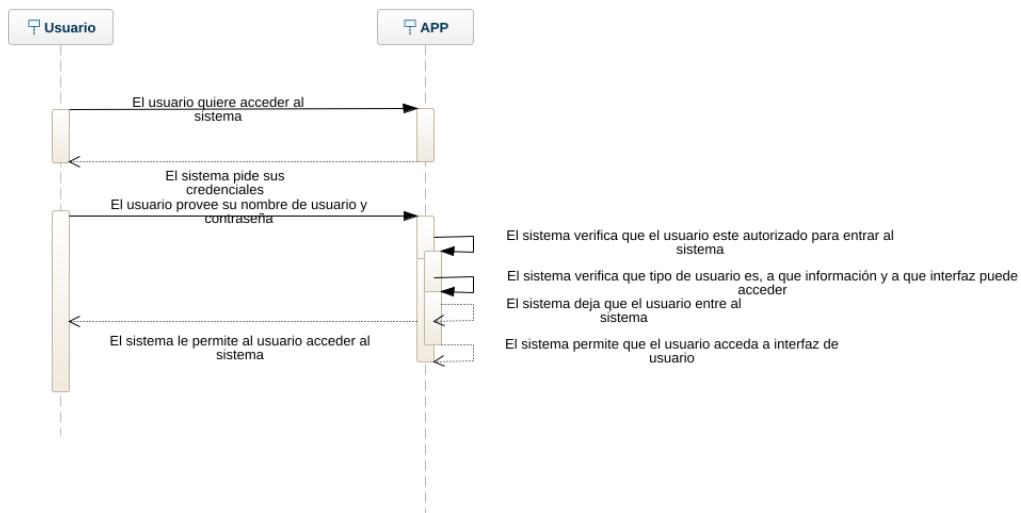 Usuario
APP
El usuario quiere acceder al
sistema
El sistema pide sus
credenciales
El usuario provee su nombre de usuario y
contraseña
El sistema verifica que el usuario este autorizado para entrar al
sistema
El sistema verifica que tipo de usuario es, a que información y a que interfaz puede
acceder
El sistema deja que el usuario entre al
sistema
El sistema le permite al usuario acceder al
sistema
El sistema permite que el usuario acceda a interfaz de
usuario